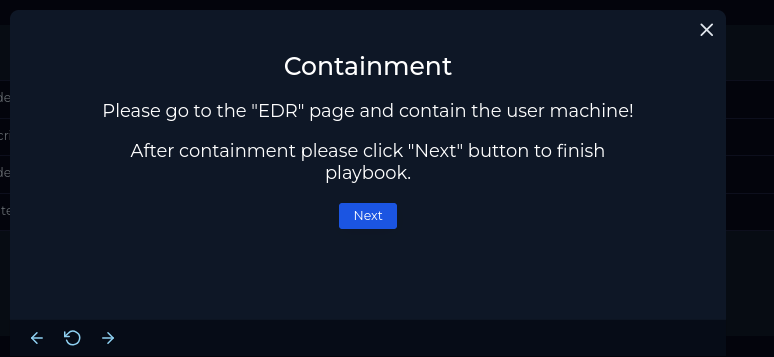 Containment
Please go to the "EDR" page and contain the user machine!
After containment please click "Next" button to finish
playbook.
Next